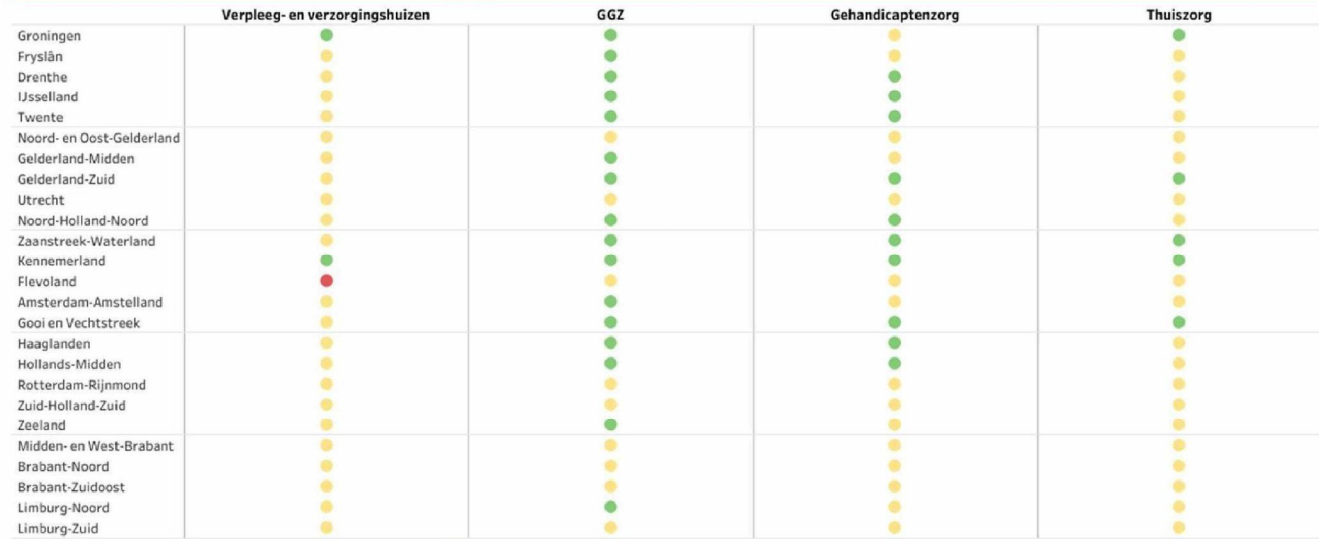 Verpleeg- en verzorgingshuizen GGZ Gehandicaptenzorg Thuiszorg
Groningen
Fryslân
Drenthe
IJsselland
Twente
Noord- en Oost-Gelderland
Gelderland-Midden
Gelderland-Zuid
Utrecht
Noord-Holland-Noord
Zaanstreek-Waterland
Kennemerland
Flevoland
Amsterdam-Amstelland
Gooi en Vechtstreek
Haaglanden
Hollands-Midden
Rotterdam-Rijnmond
Zuid-Holland-Zuid
Zeeland
Midden- en West-Brabant
Brabant-Noord
Brabant-Zuidoost
Limburg-Noord
Limburg-Zuid